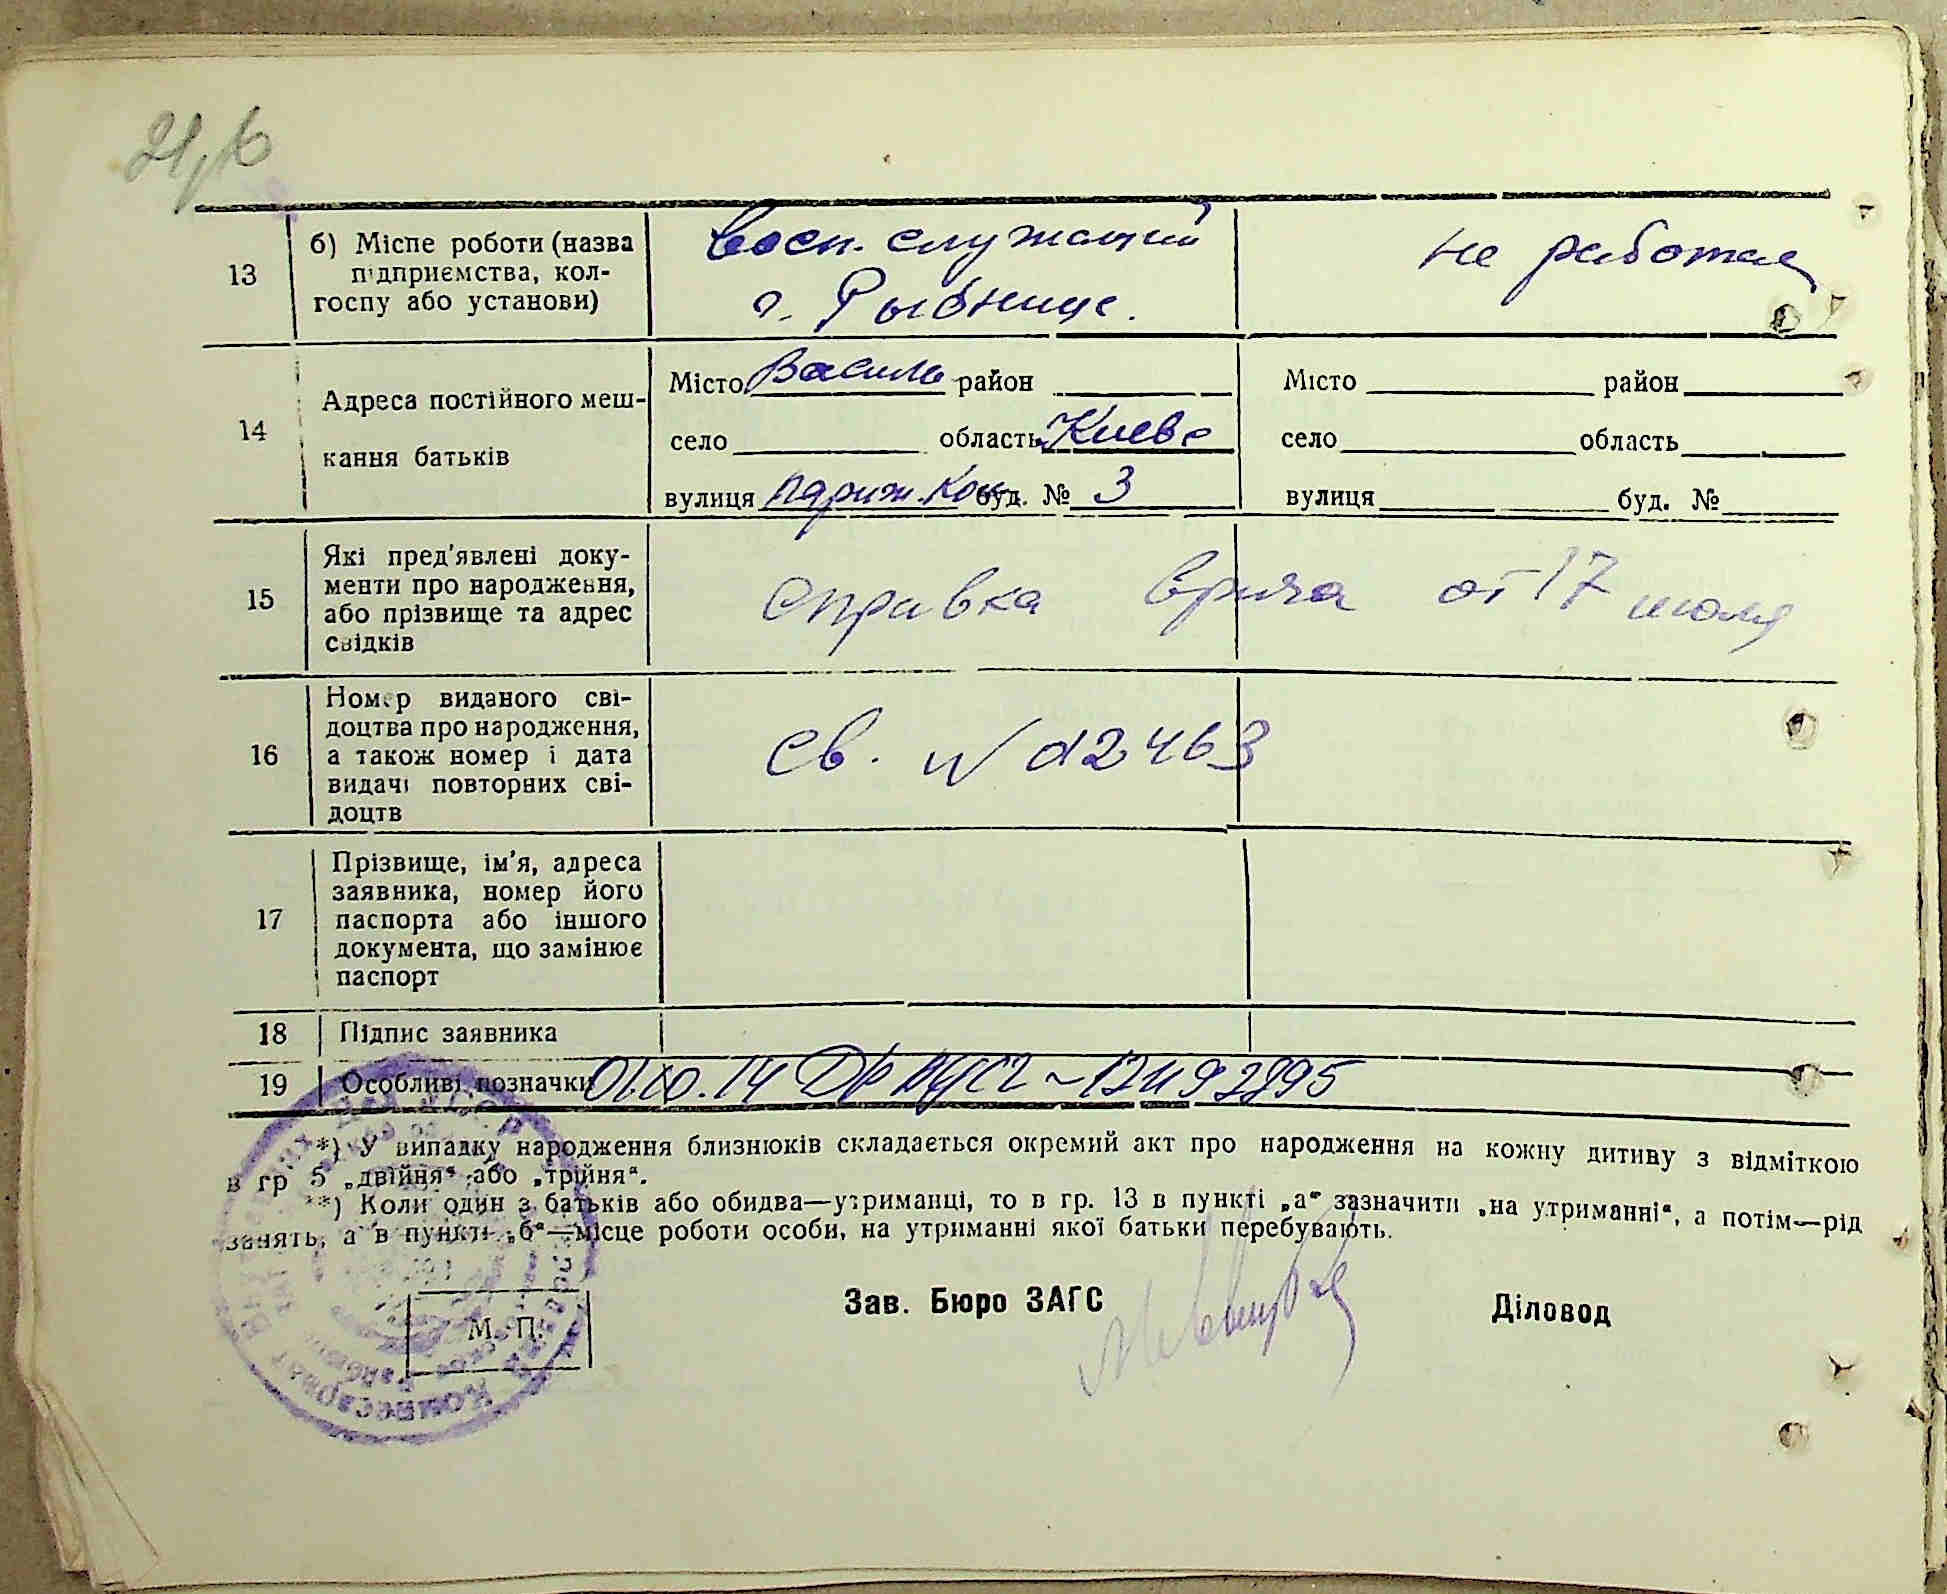 13
б) Місце роботи (назва підприємства, колгоспу або установи)
воен. служащий
г. Рыбнице.
не работает
14
Адреса постійного меш-
кання батьків
Місто Василь район
село область Киевс
вулиця Париж. Ком буд. № 3
Місто район
село область
вулиця буд. №
15
Які пред'явлені доку-
менти про народження,
або прізвище та адрес
свідків
справка врача от 17 июля
16
Номер виданого сві-
доцтва про народження,
а також номер і дата
видачі повторних сві-
доцтв
св. № 012463
17
Прізвище, ім'я, адреса
заявника, номер його
паспорта або іншого
документа, що замінює
паспорт
18
Підпис заявника
19
Особливі позначки
*) У випадку народження близнюків складається окремий акт про народження на кожну дитину з відміткою
в гр 5 „двійня“ або „трійня“.
**) Коли один з батьків або обидва—утриманці, то в гр. 13 в пункті „а“ зазначити „на утриманні“, а потім—рід
занять, а в пункті „б“—місце роботи особи, на утриманні якої батьки перебувають.
М. П.
Зав. Бюро ЗАГС
Діловод